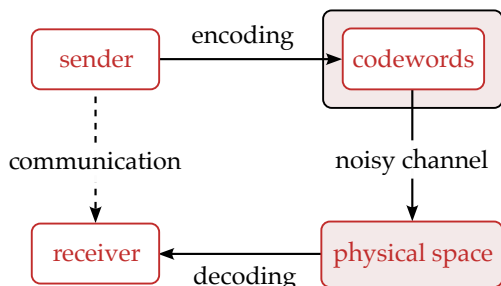 encoding
sender
codewords
communication
noisy channel
receiver
physical space
decoding